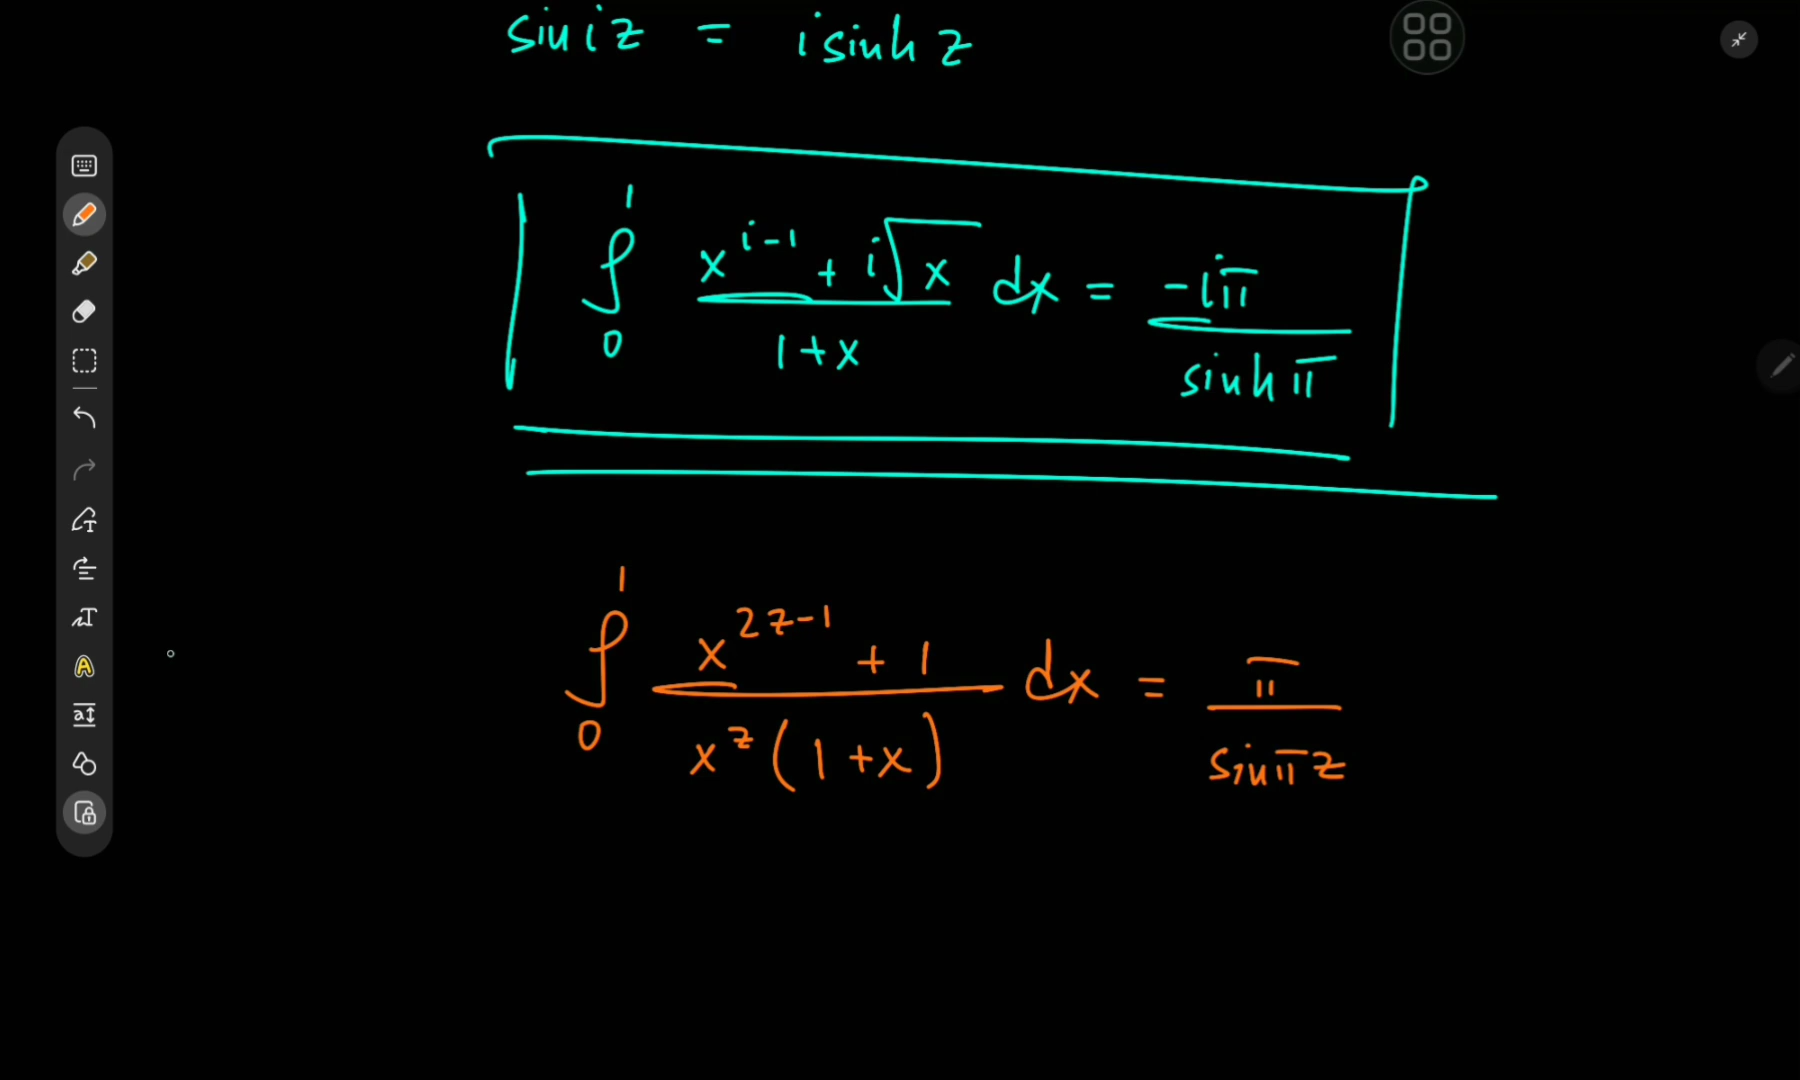 sin iz = i sinh z
∫₀¹ (x^{i-1} + ⁱ√x)/(1+x) dx = -iπ/sinh π
∫₀¹ (x^{2z-1} + 1)/(x^z(1+x)) dx = π/sin πz